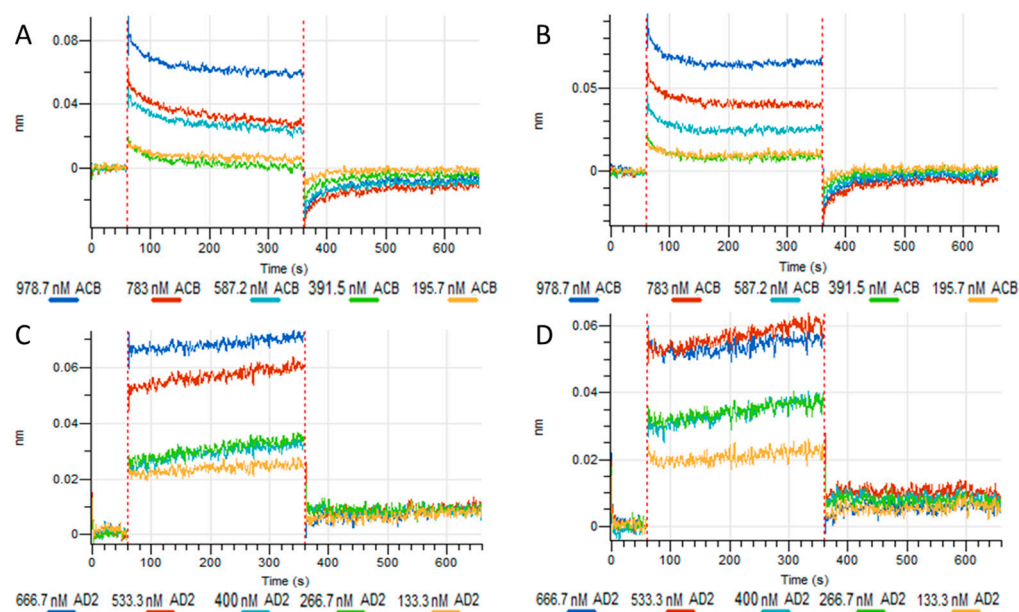 A
0.08
0.04
0
nm
0 100 200 300 400 500 600
Time (s)
978.7 nM ACB 783 nM ACB 587.2 nM ACB 391.5 nM ACB 195.7 nM ACB
B
0.05
0
nm
0 100 200 300 400 500 600
Time (s)
978.7 nM ACB 783 nM ACB 587.2 nM ACB 391.5 nM ACB 195.7 nM ACB
C
0.06
0.04
0.02
0
nm
0 100 200 300 400 500 600
Time (s)
666.7 nM AD2 533.3 nM AD2 400 nM AD2 266.7 nM AD2 133.3 nM AD2
D
0.06
0.04
0.02
0
nm
0 100 200 300 400 500 600
Time (s)
666.7 nM AD2 533.3 nM AD2 400 nM AD2 266.7 nM AD2 133.3 nM AD2